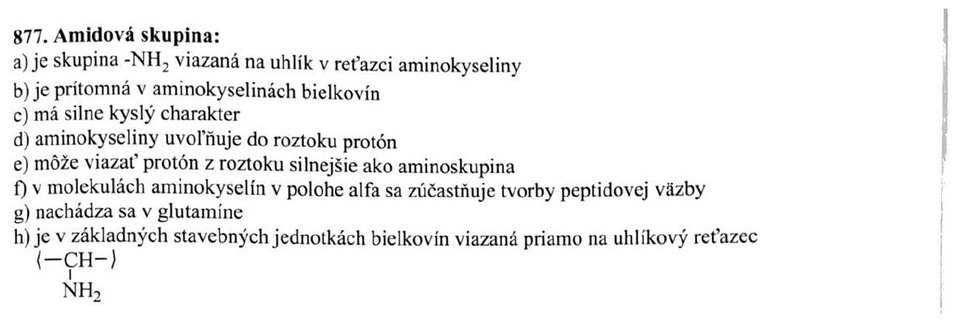 877. Amidová skupina:
a) je skupina -NH₂ viazaná na uhlík v reťazci aminokyseliny
b) je prítomná v aminokyselinách bielkovín
c) má silne kyslý charakter
d) aminokyseliny uvoľňuje do roztoku protón
e) môže viazať protón z roztoku silnejšie ako aminoskupina
f) v molekulách aminokyselín v polohe alfa sa zúčastňuje tvorby peptidovej väzby
g) nachádza sa v glutamíne
h) je v základných stavebných jednotkách bielkovín viazaná priamo na uhlíkový reťazec
(—CH—)
NH₂